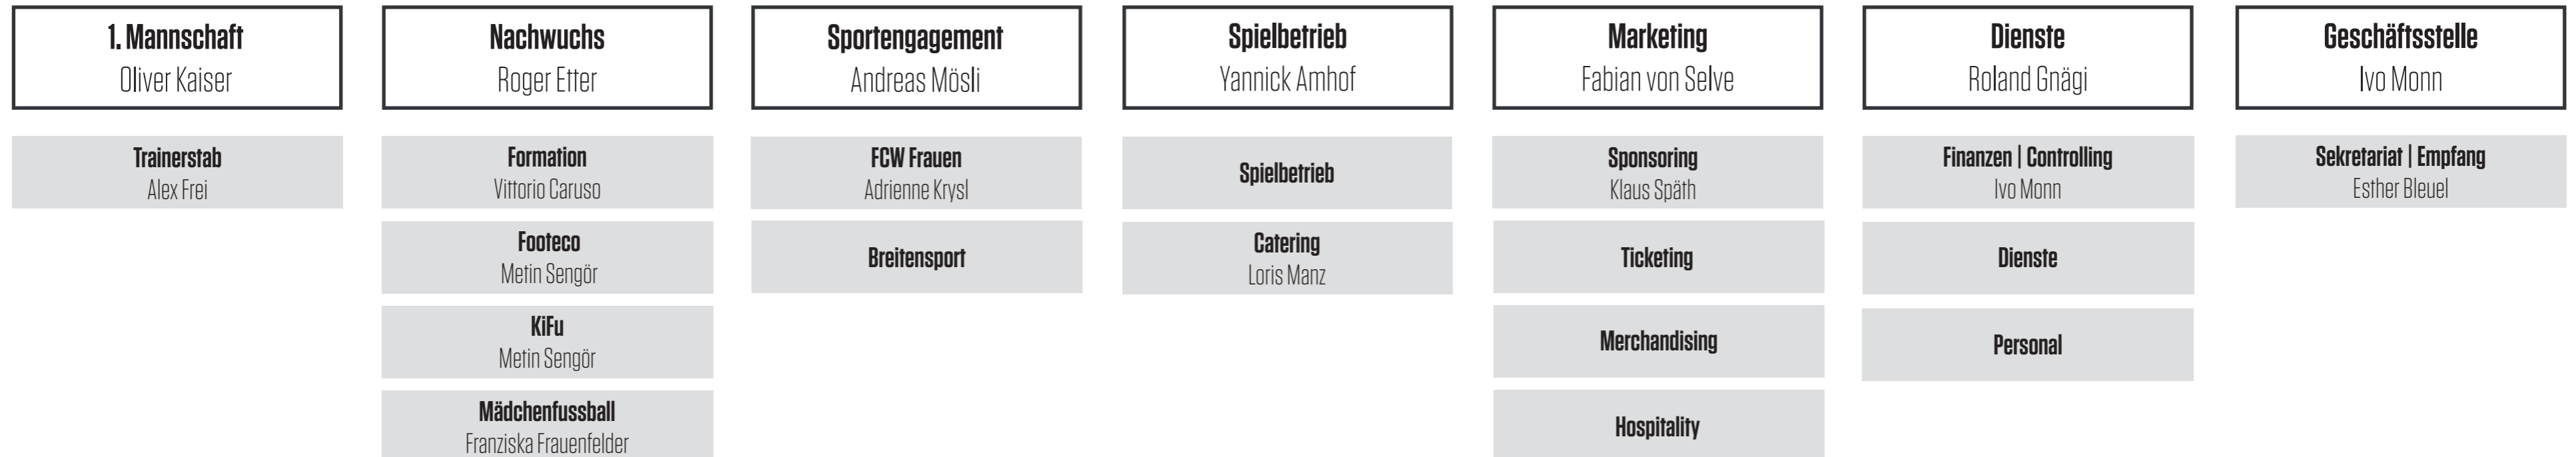 1. Mannschaft
Oliver Kaiser
Trainerstab
Alex Frei
Nachwuchs
Roger Etter
Formation
Vittorio Caruso
Footeco
Metin Sengör
KiFu
Metin Sengör
Mädchenfussball
Franziska Frauenfelder
Sportengagement
Andreas Mösli
FCW Frauen
Adrienne Krysl
Breitensport
Spielbetrieb
Yannick Amhof
Spielbetrieb
Catering
Loris Manz
Marketing
Fabian von Selve
Sponsoring
Klaus Späth
Ticketing
Merchandising
Hospitality
Dienste
Roland Gnägi
Finanzen | Controlling
Ivo Monn
Dienste
Personal
Geschäftsstelle
Ivo Monn
Sekretariat | Empfang
Esther Bleuel